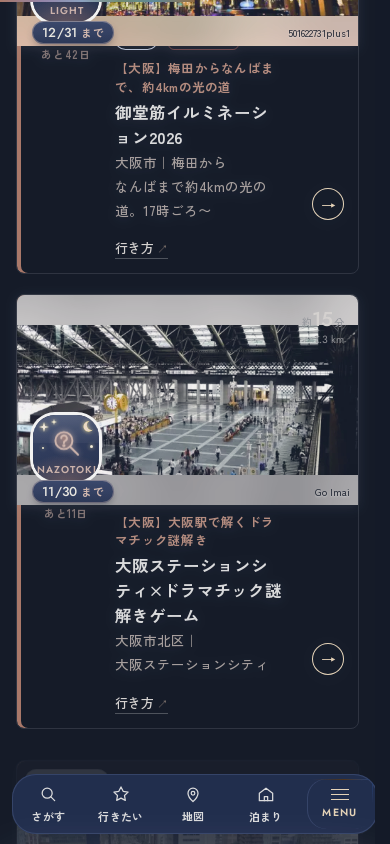 LIGHT
12/31 まで
501622731plus1
あと42日
【大阪】梅田からなんばま
で、約4kmの光の道
御堂筋イルミネーシ
ョン2026
大阪市｜梅田から
なんばまで約4kmの光の
道。17時ごろ〜
→
行き方 ↗
約15分
.3 km
NAZOTOKI
11/30 まで
Go Imai
あと11日
【大阪】大阪駅で解くドラ
マチック謎解き
大阪ステーションシ
ティ×ドラマチック謎
解きゲーム
大阪市北区｜
大阪ステーションシティ
→
行き方 ↗
さがす
行きたい
地図
泊まり
MENU